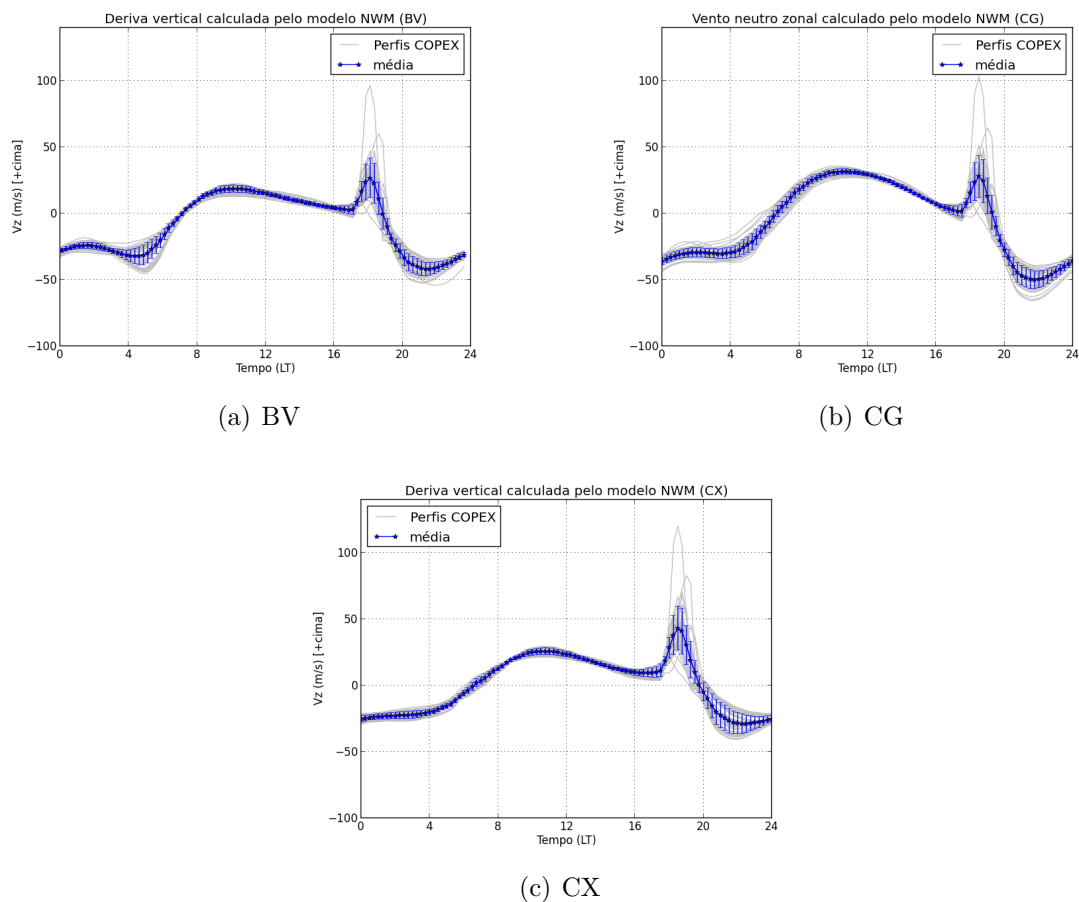 Deriva vertical calculada pelo modelo NWM (BV)
Perfis COPEX
média
100
50
0
−50
−100
Vz (m/s) [+cima]
0 4 8 12 16 20 24
Tempo (LT)
(a) BV
Vento neutro zonal calculado pelo modelo NWM (CG)
Perfis COPEX
média
100
50
0
−50
−100
Vz (m/s) [+cima]
0 4 8 12 16 20 24
Tempo (LT)
(b) CG
Deriva vertical calculada pelo modelo NWM (CX)
Perfis COPEX
média
100
50
0
−50
−100
Vz (m/s) [+cima]
0 4 8 12 16 20 24
Tempo (LT)
(c) CX